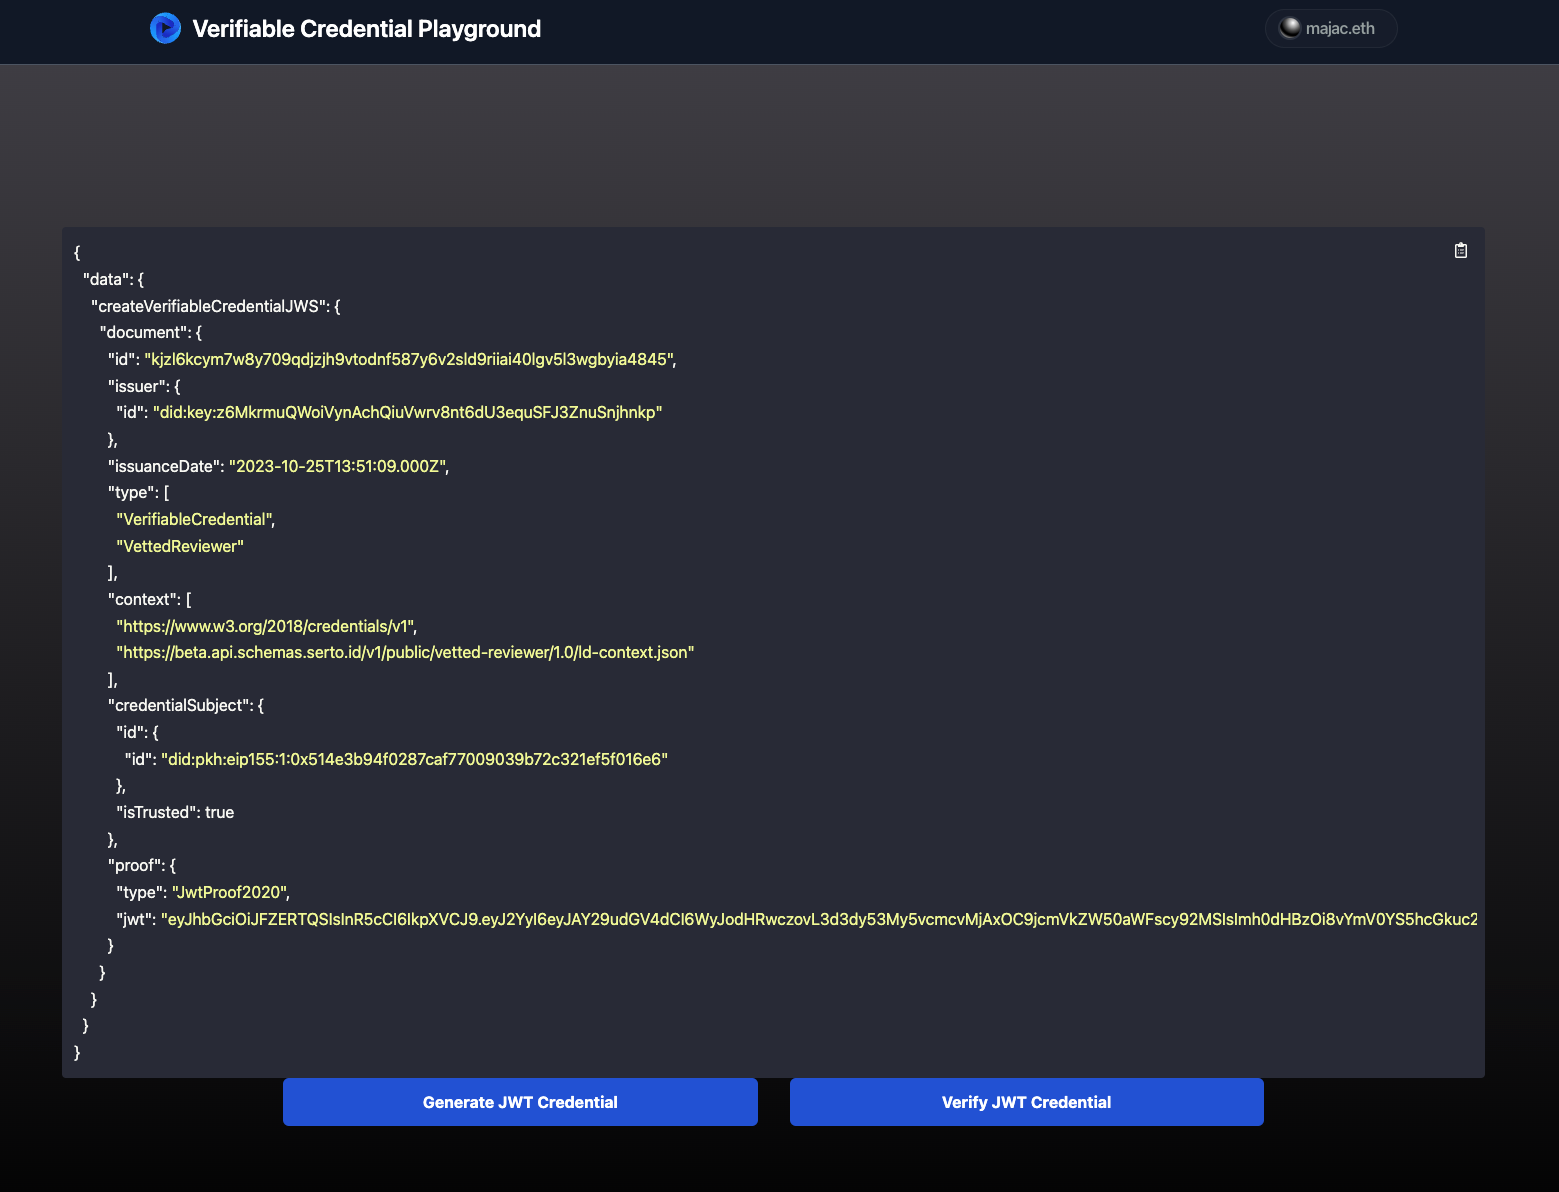 Verifiable Credential Playground
majac.eth
{
"data": {
"createVerifiableCredentialJWS": {
"document": {
"id": "kjzl6kcym7w8y709qdjzjh9vtodnf587y6v2sld9riiai40lgv5l3wgbyia4845",
"issuer": {
"id": "did:key:z6MkrmuQWoiVynAchQiuVwrv8nt6dU3equSFJ3ZnuSnjhnkp"
},
"issuanceDate": "2023-10-25T13:51:09.000Z",
"type": [
"VerifiableCredential",
"VettedReviewer"
],
"context": [
"https://www.w3.org/2018/credentials/v1",
"https://beta.api.schemas.serto.id/v1/public/vetted-reviewer/1.0/ld-context.json"
],
"credentialSubject": {
"id": {
"id": "did:pkh:eip155:1:0x514e3b94f0287caf77009039b72c321ef5f016e6"
},
"isTrusted": true
},
"proof": {
"type": "JwtProof2020",
"jwt": "eyJhbGciOiJFZERTQSIsInR5cCI6IkpXVCJ9.eyJ2YyI6eyJAY29udGV4dCI6WyJodHRwczovL3d3dy53My5vcmcvMjAxOC9jcmVkZW50aWFscy92MSIsImh0dHBzOi8vYmV0YS5hcGkuc2
}
}
}
}
}
Generate JWT Credential
Verify JWT Credential